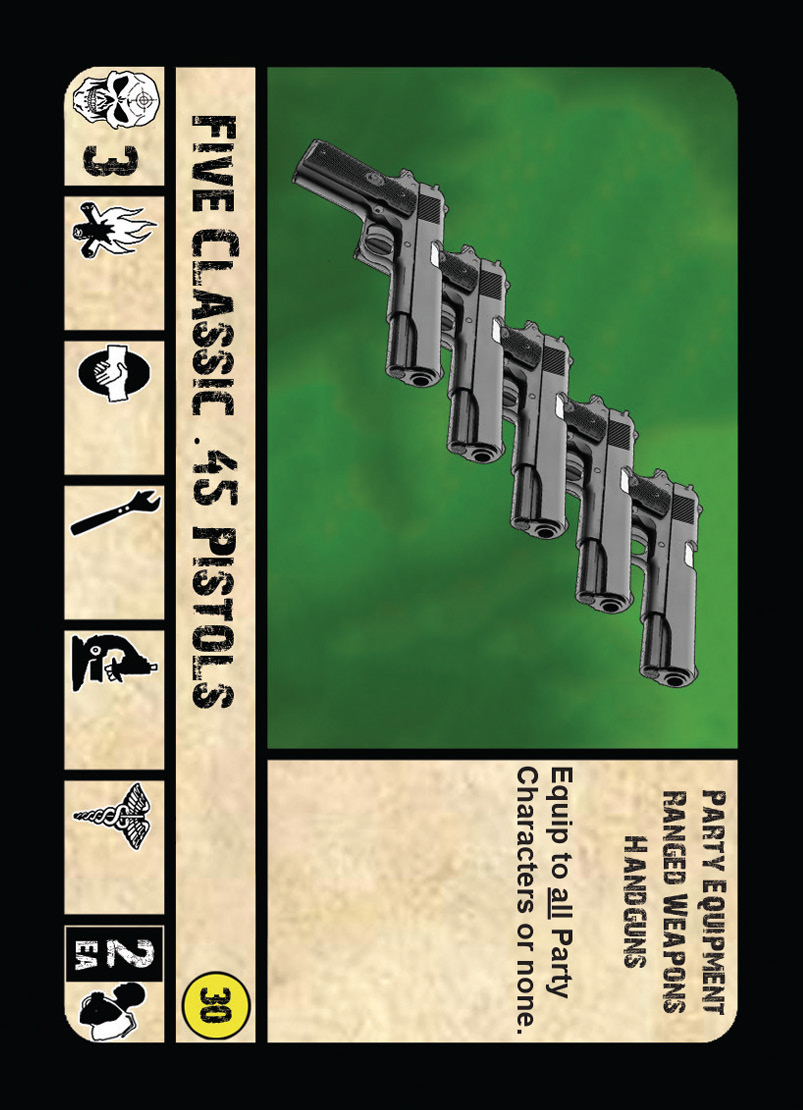 PARTY EQUIPMENT
RANGED WEAPONS
HANDGUNS
Equip to all Party
Characters or none.
FIVE CLASSIC .45 PISTOLS
30
3
2
EA